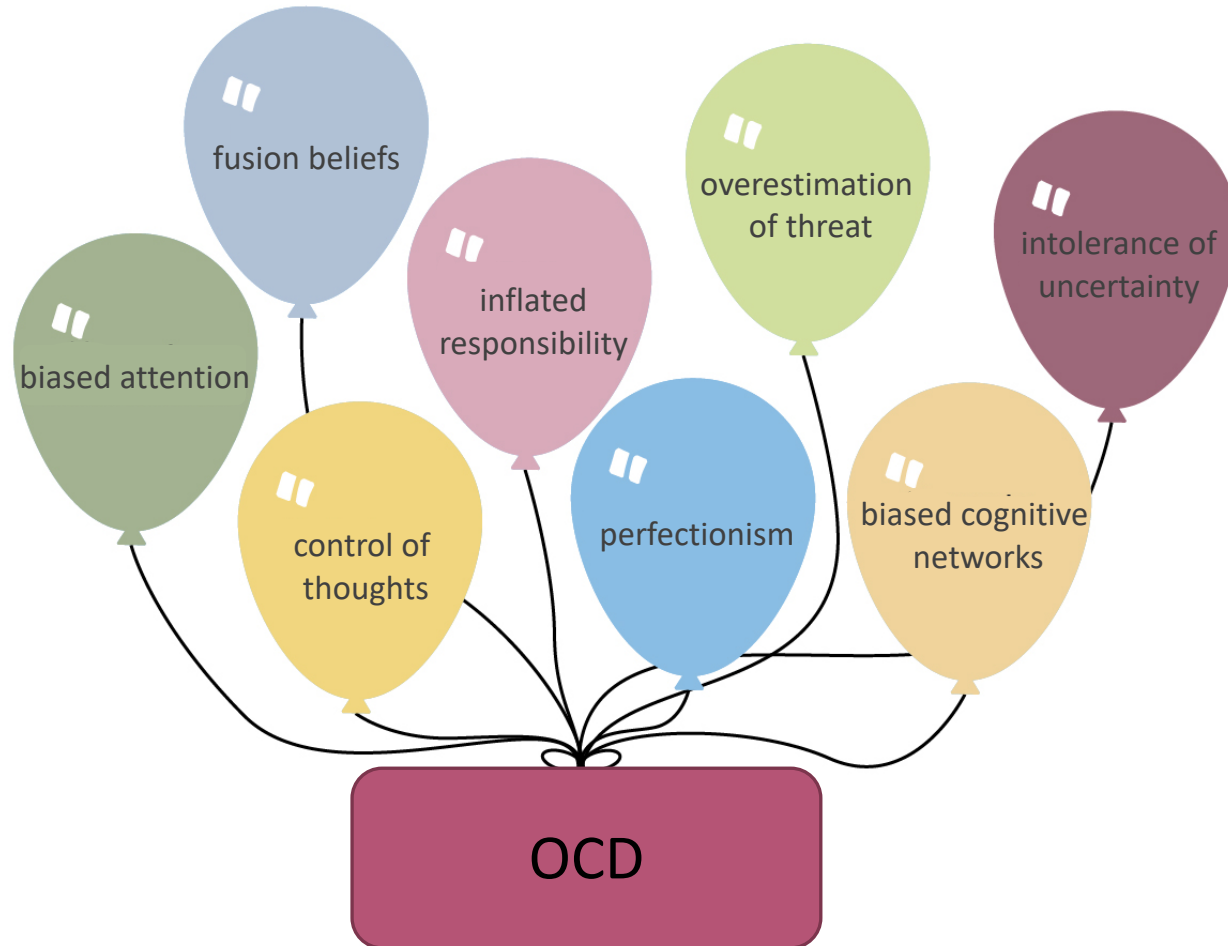 fusion beliefs
overestimation
of threat
intolerance of
uncertainty
inflated
responsibility
biased attention
control of
thoughts
perfectionism
biased cognitive
networks
OCD